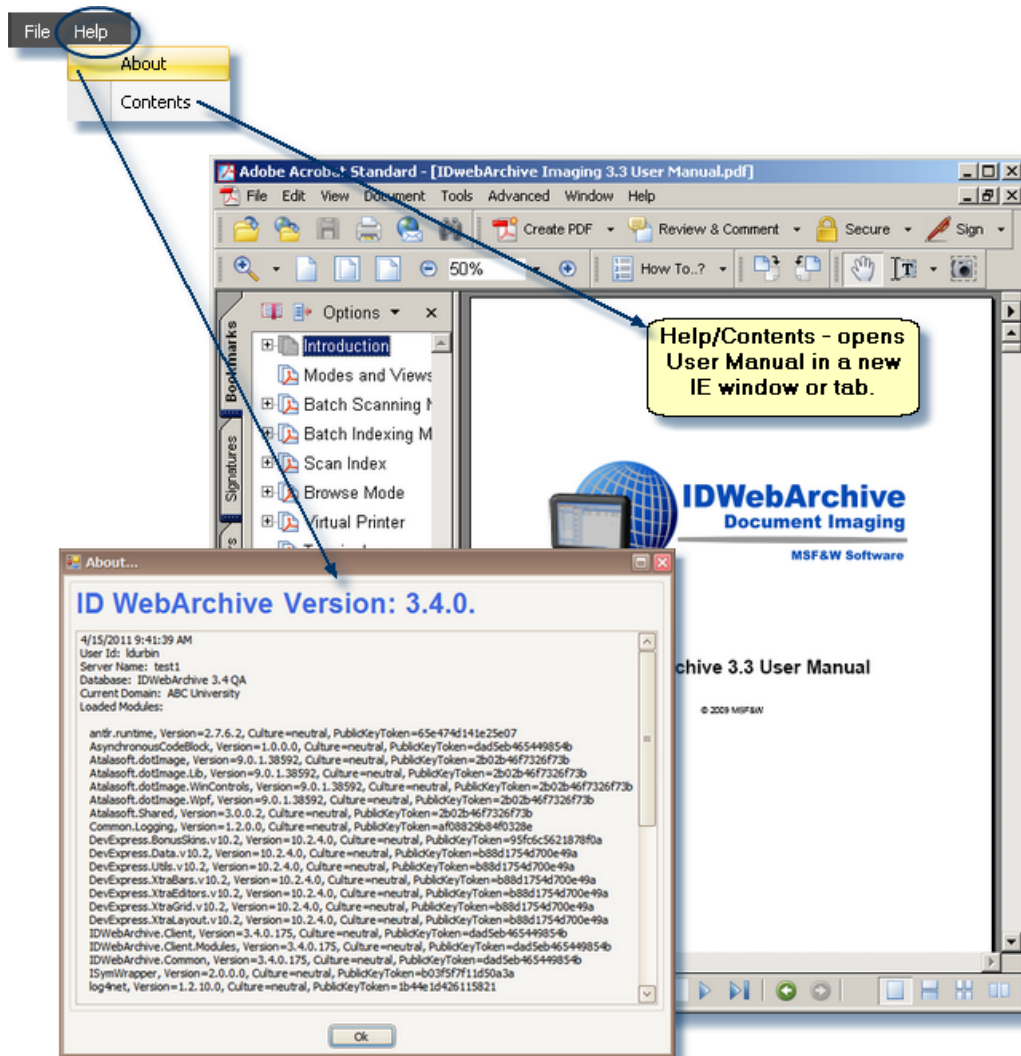 File Help
About
Contents
Adobe Acrobat Standard - [IDwebArchive Imaging 3.3 User Manual.pdf]
File Edit View Document Tools Advanced Window Help
Create PDF Review & Comment Secure Sign
50% How To..?
Options
Bookmarks
Signatures
Introduction
Modes and Views
Batch Scanning
Batch Indexing M
Scan Index
Browse Mode
Virtual Printer
Help/Contents - opens
User Manual in a new
IE window or tab.
IDWebArchive
Document Imaging
MSF&W Software
chive 3.3 User Manual
© 2009 MSF&W
About...
ID WebArchive Version: 3.4.0.
4/15/2011 9:41:39 AM
User Id: ldurbin
Server Name: test1
Database: IDWebArchive 3.4 QA
Current Domain: ABC University
Loaded Modules:
antlr.runtime, Version=2.7.6.2, Culture=neutral, PublicKeyToken=65e474d141e25e07
AsynchronousCodeBlock, Version=1.0.0.0, Culture=neutral, PublicKeyToken=dad5eb465449854b
Atalasoft.dotImage, Version=9.0.1.38592, Culture=neutral, PublicKeyToken=2b02b46f7326f73b
Atalasoft.dotImage.Lib, Version=9.0.1.38592, Culture=neutral, PublicKeyToken=2b02b46f7326f73b
Atalasoft.dotImage.WinControls, Version=9.0.1.38592, Culture=neutral, PublicKeyToken=2b02b46f7326f73b
Atalasoft.dotImage.Wpf, Version=9.0.1.38592, Culture=neutral, PublicKeyToken=2b02b46f7326f73b
Atalasoft.Shared, Version=3.0.0.2, Culture=neutral, PublicKeyToken=2b02b46f7326f73b
Common.Logging, Version=1.2.0.0, Culture=neutral, PublicKeyToken=af08829b84f0328e
DevExpress.BonusSkins.v10.2, Version=10.2.4.0, Culture=neutral, PublicKeyToken=95fc6c5621878f0a
DevExpress.Data.v10.2, Version=10.2.4.0, Culture=neutral, PublicKeyToken=b88d1754d700e49a
DevExpress.Utils.v10.2, Version=10.2.4.0, Culture=neutral, PublicKeyToken=b88d1754d700e49a
DevExpress.XtraBars.v10.2, Version=10.2.4.0, Culture=neutral, PublicKeyToken=b88d1754d700e49a
DevExpress.XtraEditors.v10.2, Version=10.2.4.0, Culture=neutral, PublicKeyToken=b88d1754d700e49a
DevExpress.XtraGrid.v10.2, Version=10.2.4.0, Culture=neutral, PublicKeyToken=b88d1754d700e49a
DevExpress.XtraLayout.v10.2, Version=10.2.4.0, Culture=neutral, PublicKeyToken=b88d1754d700e49a
IDWebArchive.Client, Version=3.4.0.175, Culture=neutral, PublicKeyToken=dad5eb465449854b
IDWebArchive.Client.Modules, Version=3.4.0.175, Culture=neutral, PublicKeyToken=dad5eb465449854b
IDWebArchive.Common, Version=3.4.0.175, Culture=neutral, PublicKeyToken=dad5eb465449854b
ISymWrapper, Version=2.0.0.0, Culture=neutral, PublicKeyToken=b03f5f7f11d50a3a
log4net, Version=1.2.10.0, Culture=neutral, PublicKeyToken=1b44e1d426115821
Ok